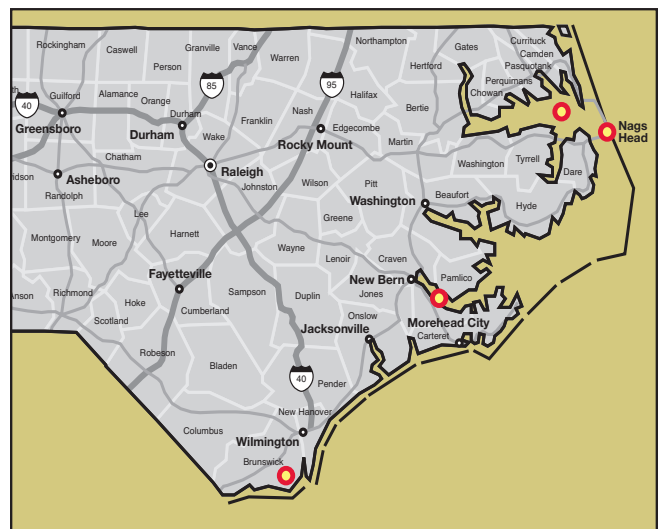 Rockingham
Caswell
Granville
Vance
Warren
Northampton
Gates
Currituck
Camden
Pasquotank
Perquimans
Chowan
Person
Hertford
85
95
Halifax
Bertie
40
Guilford
Alamance
Orange
Durham
Franklin
Nash
Greensboro
Durham
Wake
Edgecombe
Rocky Mount
Martin
Nags
Head
Chatham
Raleigh
Johnston
Wilson
Pitt
Washington
Tyrrell
Dare
Asheboro
Randolph
Lee
Washington
Beaufort
Hyde
Greene
Montgomery
Moore
Harnett
Wayne
Lenoir
Craven
Fayetteville
New Bern
Pamlico
Richmond
Hoke
Cumberland
Sampson
Duplin
Jones
Scotland
Onslow
Morehead City
Jacksonville
Carteret
Robeson
Bladen
40
Pender
New Hanover
Columbus
Wilmington
Brunswick